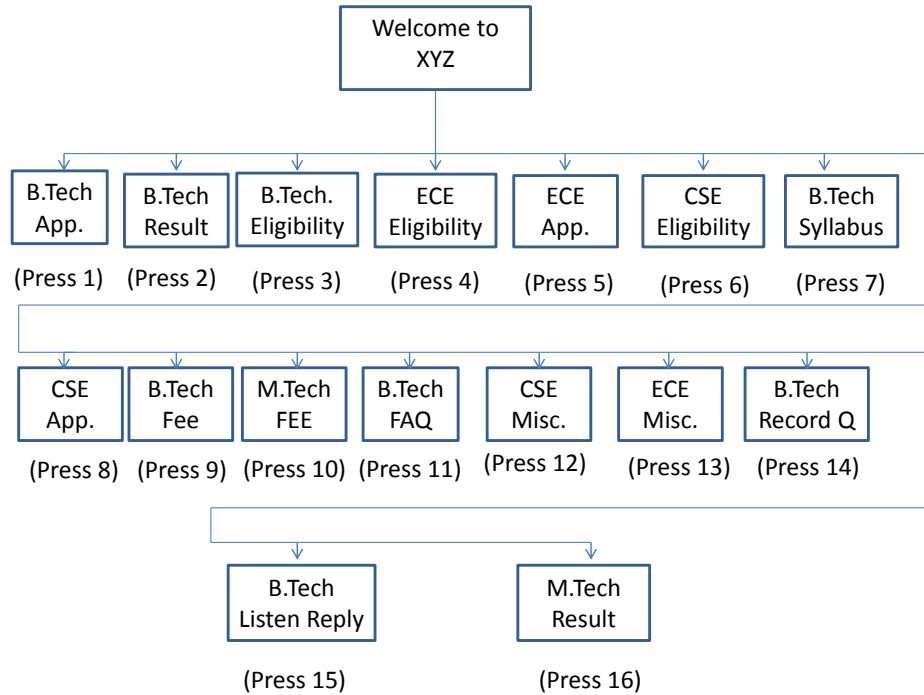 Welcome to
XYZ
B.Tech
App.
B.Tech
Result
B.Tech.
Eligibility
ECE
Eligibility
ECE
App.
CSE
Eligibility
B.Tech
Syllabus
(Press 1)
(Press 2)
(Press 3)
(Press 4)
(Press 5)
(Press 6)
(Press 7)
CSE
App.
B.Tech
Fee
M.Tech
FEE
B.Tech
FAQ
CSE
Misc.
ECE
Misc.
B.Tech
Record Q
(Press 8)
(Press 9)
(Press 10)
(Press 11)
(Press 12)
(Press 13)
(Press 14)
B.Tech
Listen Reply
M.Tech
Result
(Press 15)
(Press 16)